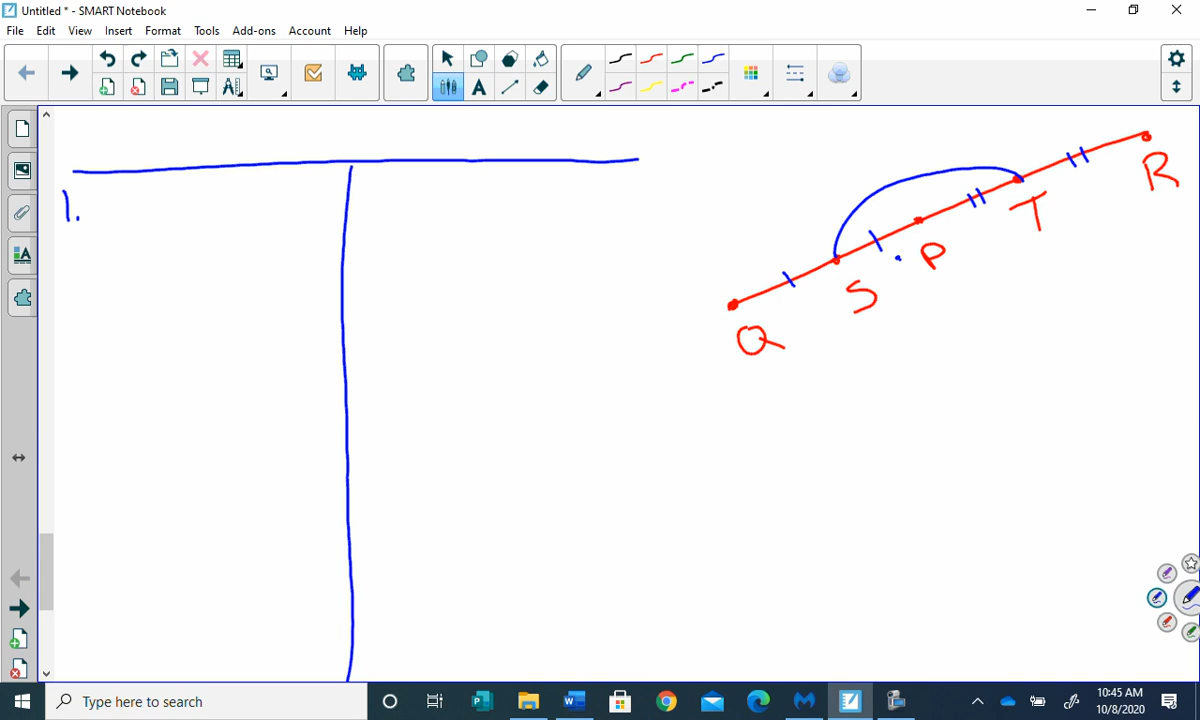 Untitled * - SMART Notebook
File Edit View Insert Format Tools Add-ons Account Help
1.
R
T
P
S
Q
Type here to search
10:45 AM
10/8/2020